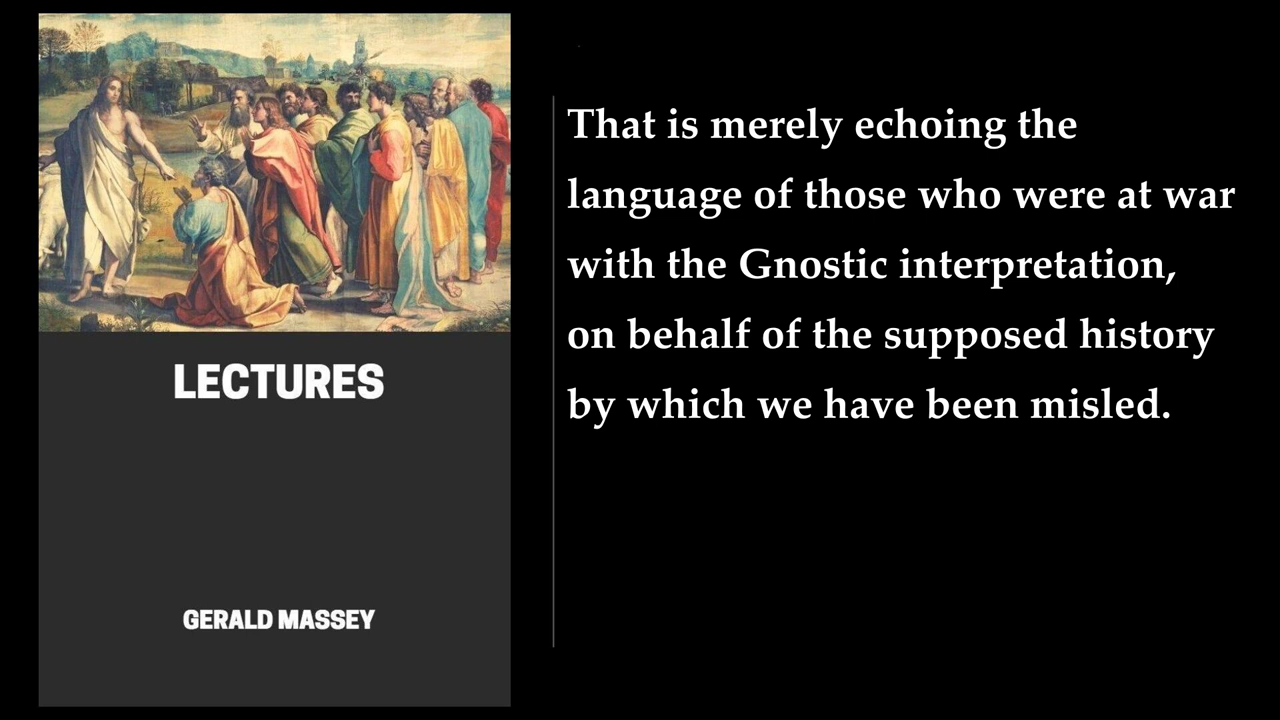 LECTURES
GERALD MASSEY
That is merely echoing the
language of those who were at war
with the Gnostic interpretation,
on behalf of the supposed history
by which we have been misled.